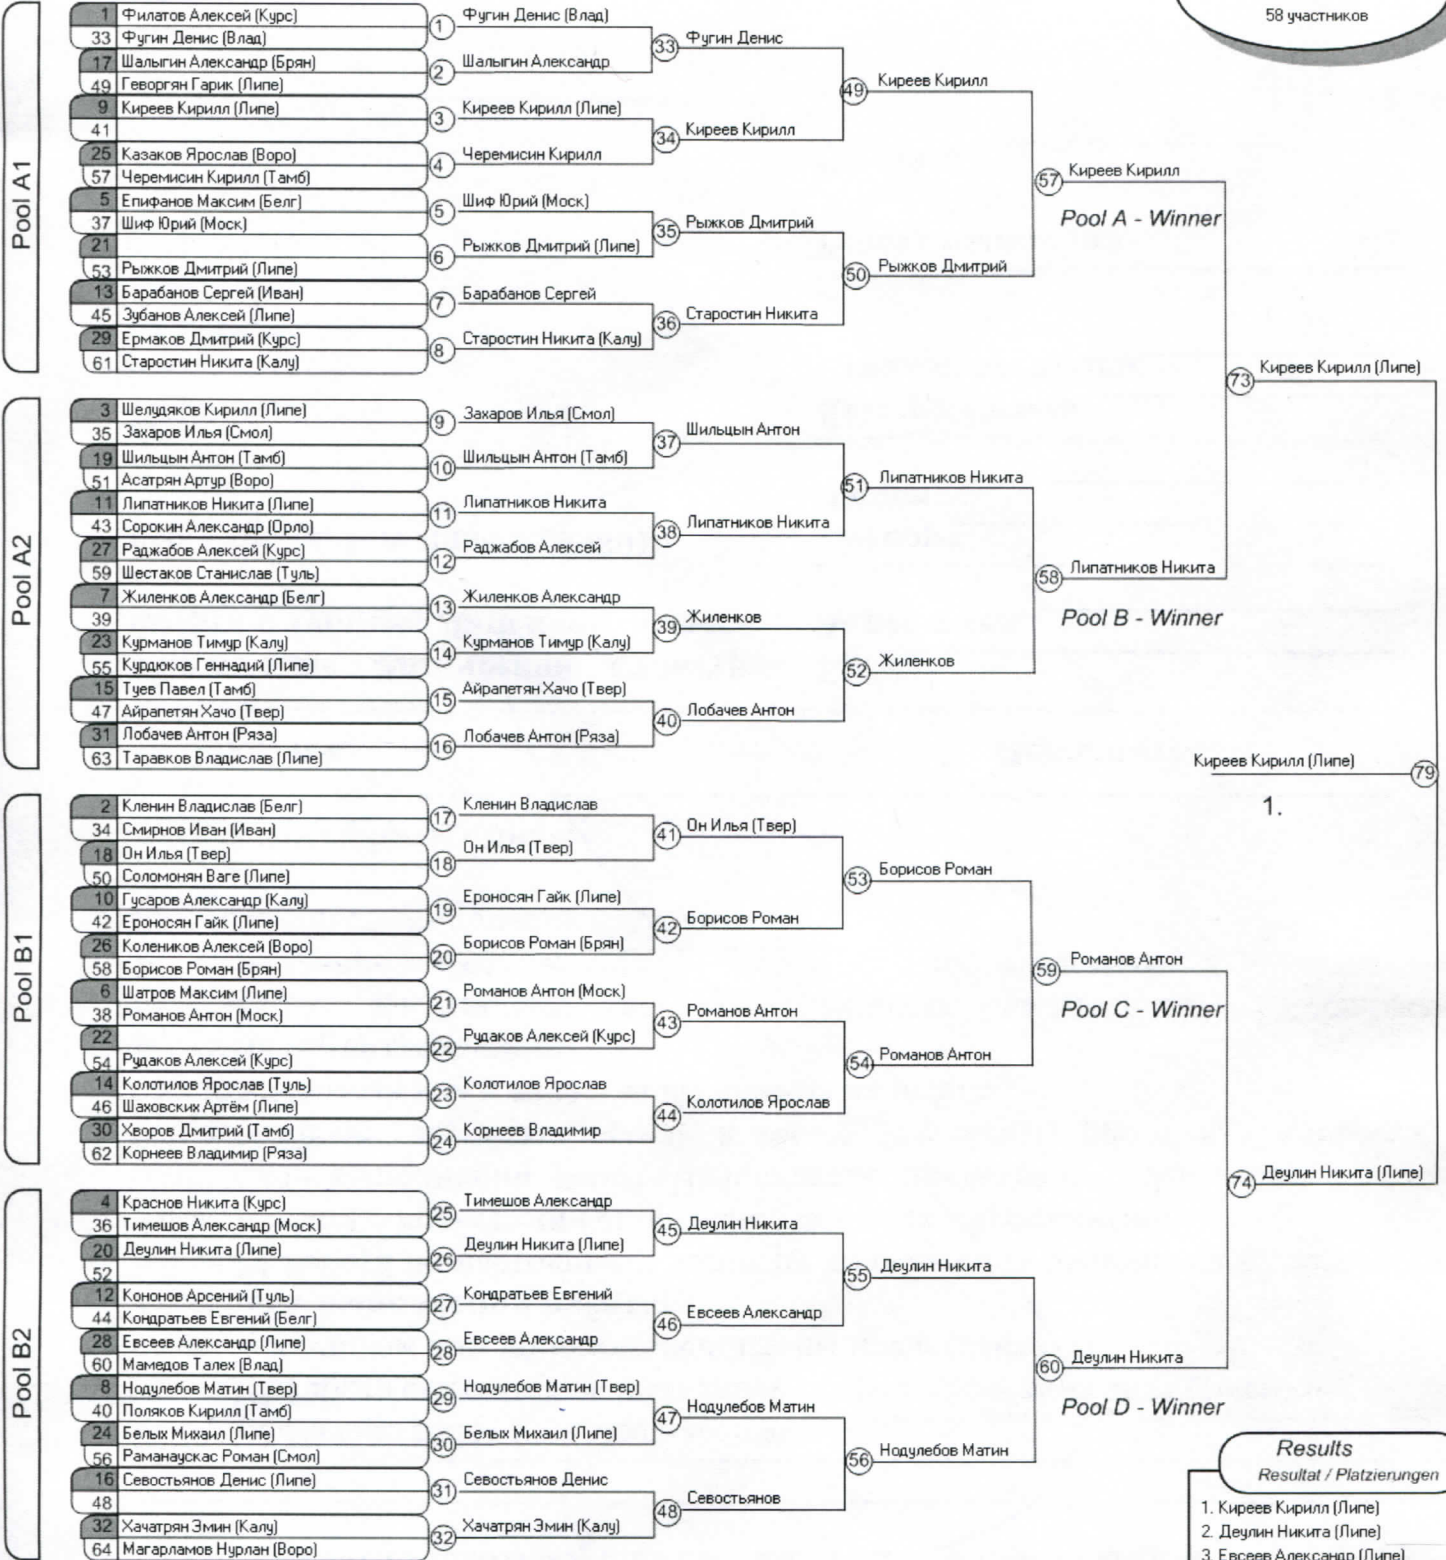 58 участников
Pool A1
1 Филатов Алексей (Курс)
33 Фугин Денис (Влад)
17 Шалыгин Александр (Брян)
49 Геворгян Гарик (Липе)
9 Киреев Кирилл (Липе)
41
25 Казаков Ярослав (Воро)
57 Черемисин Кирилл (Тамб)
5 Епифанов Максим (Белг)
37 Шиф Юрий (Моск)
21
53 Рыжков Дмитрий (Липе)
13 Барабанов Сергей (Иван)
45 Зубанов Алексей (Липе)
29 Ермаков Дмитрий (Курс)
61 Старостин Никита (Калу)
1 Фугин Денис (Влад)
2 Шалыгин Александр
3 Киреев Кирилл (Липе)
4 Черемисин Кирилл
5 Шиф Юрий (Моск)
6 Рыжков Дмитрий (Липе)
7 Барабанов Сергей
8 Старостин Никита (Калу)
33 Фугин Денис
34 Киреев Кирилл
35 Рыжков Дмитрий
36 Старостин Никита
49 Киреев Кирилл
50 Рыжков Дмитрий
57 Киреев Кирилл
Pool A - Winner
Pool A2
3 Шелудяков Кирилл (Липе)
35 Захаров Илья (Смол)
19 Шильцын Антон (Тамб)
51 Асатрян Артур (Воро)
11 Липатников Никита (Липе)
43 Сорокин Александр (Орло)
27 Раджабов Алексей (Курс)
59 Шестаков Станислав (Туль)
7 Жиленков Александр (Белг)
39
23 Курманов Тимур (Калу)
55 Курдюков Геннадий (Липе)
15 Туев Павел (Тамб)
47 Айрапетян Хачо (Твер)
31 Лобачев Антон (Ряза)
63 Таравков Владислав (Липе)
9 Захаров Илья (Смол)
10 Шильцын Антон (Тамб)
11 Липатников Никита
12 Раджабов Алексей
13 Жиленков Александр
14 Курманов Тимур (Калу)
15 Айрапетян Хачо (Твер)
16 Лобачев Антон (Ряза)
37 Шильцын Антон
38 Липатников Никита
39 Жиленков
40 Лобачев Антон
51 Липатников Никита
52 Жиленков
58 Липатников Никита
Pool B - Winner
73 Киреев Кирилл (Липе)
Киреев Кирилл (Липе) 79
1.
Pool B1
2 Кленин Владислав (Белг)
34 Смирнов Иван (Иван)
18 Он Илья (Твер)
50 Соломонян Ваге (Липе)
10 Гусаров Александр (Калу)
42 Ероносян Гайк (Липе)
26 Колеников Алексей (Воро)
58 Борисов Роман (Брян)
6 Шатров Максим (Липе)
38 Романов Антон (Моск)
22
54 Рудаков Алексей (Курс)
14 Колотилов Ярослав (Туль)
46 Шаховских Артём (Липе)
30 Хворов Дмитрий (Тамб)
62 Корнеев Владимир (Ряза)
17 Кленин Владислав
18 Он Илья (Твер)
19 Ероносян Гайк (Липе)
20 Борисов Роман (Брян)
21 Романов Антон (Моск)
22 Рудаков Алексей (Курс)
23 Колотилов Ярослав
24 Корнеев Владимир
41 Он Илья (Твер)
42 Борисов Роман
43 Романов Антон
44 Колотилов Ярослав
53 Борисов Роман
54 Романов Антон
59 Романов Антон
Pool C - Winner
Pool B2
4 Краснов Никита (Курс)
36 Тимешов Александр (Моск)
20 Деулин Никита (Липе)
52
12 Кононов Арсений (Туль)
44 Кондратьев Евгений (Белг)
28 Евсеев Александр (Липе)
60 Мамедов Талех (Влад)
8 Нодулебов Матин (Твер)
40 Поляков Кирилл (Тамб)
24 Белых Михаил (Липе)
56 Раманаускас Роман (Смол)
16 Севостьянов Денис (Липе)
48
32 Хачатрян Эмин (Калу)
64 Магарламов Нурлан (Воро)
25 Тимешов Александр
26 Деулин Никита (Липе)
27 Кондратьев Евгений
28 Евсеев Александр
29 Нодулебов Матин (Твер)
30 Белых Михаил (Липе)
31 Севостьянов Денис
32 Хачатрян Эмин (Калу)
45 Деулин Никита
46 Евсеев Александр
47 Нодулебов Матин
48 Севостьянов
55 Деулин Никита
56 Нодулебов Матин
60 Деулин Никита
Pool D - Winner
74 Деулин Никита (Липе)
Results
Resultat / Platzierungen
1. Киреев Кирилл (Липе)
2. Деулин Никита (Липе)
3. Евсеев Александр (Липе)